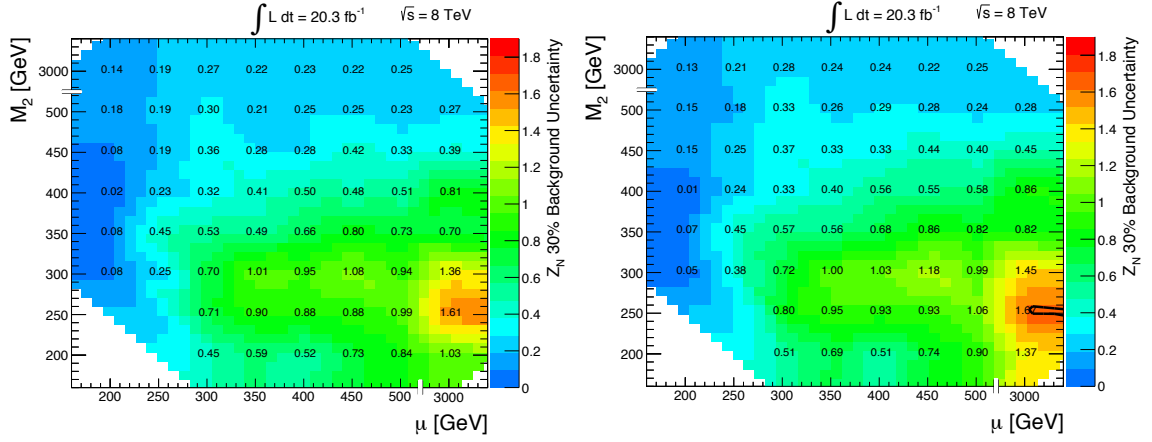 ∫ L dt = 20.3 fb⁻¹ √s = 8 TeV
M₂ [GeV]
3000 0.14 0.19 0.27 0.22 0.23 0.22 0.25
500 0.18 0.19 0.30 0.21 0.25 0.25 0.23 0.27
450 0.08 0.19 0.36 0.28 0.28 0.42 0.33 0.39
400 0.02 0.23 0.32 0.41 0.50 0.48 0.51 0.81
350 0.08 0.45 0.53 0.49 0.66 0.80 0.73 0.70
300 0.08 0.25 0.70 1.01 0.95 1.08 0.94 1.36
250 0.71 0.90 0.88 0.88 0.99 1.61
200 0.45 0.59 0.52 0.73 0.84 1.03
200 250 300 350 400 450 500 3000
μ [GeV]
1.8
1.6
1.4
1.2
1
0.8
0.6
0.4
0.2
0
Z_N 30% Background Uncertainty
∫ L dt = 20.3 fb⁻¹ √s = 8 TeV
M₂ [GeV]
3000 0.13 0.21 0.28 0.24 0.24 0.22 0.25
500 0.15 0.18 0.33 0.26 0.29 0.28 0.24 0.28
450 0.15 0.25 0.37 0.33 0.33 0.44 0.40 0.45
400 0.01 0.24 0.33 0.40 0.56 0.55 0.58 0.86
350 0.07 0.45 0.57 0.56 0.68 0.86 0.82 0.82
300 0.05 0.38 0.72 1.00 1.03 1.18 0.99 1.45
250 0.80 0.95 0.93 0.93 1.06
200 0.51 0.69 0.51 0.74 0.90 1.37
200 250 300 350 400 450 500 3000
μ [GeV]
1.8
1.6
1.4
1.2
1
0.8
0.6
0.4
0.2
0
Z_N 30% Background Uncertainty